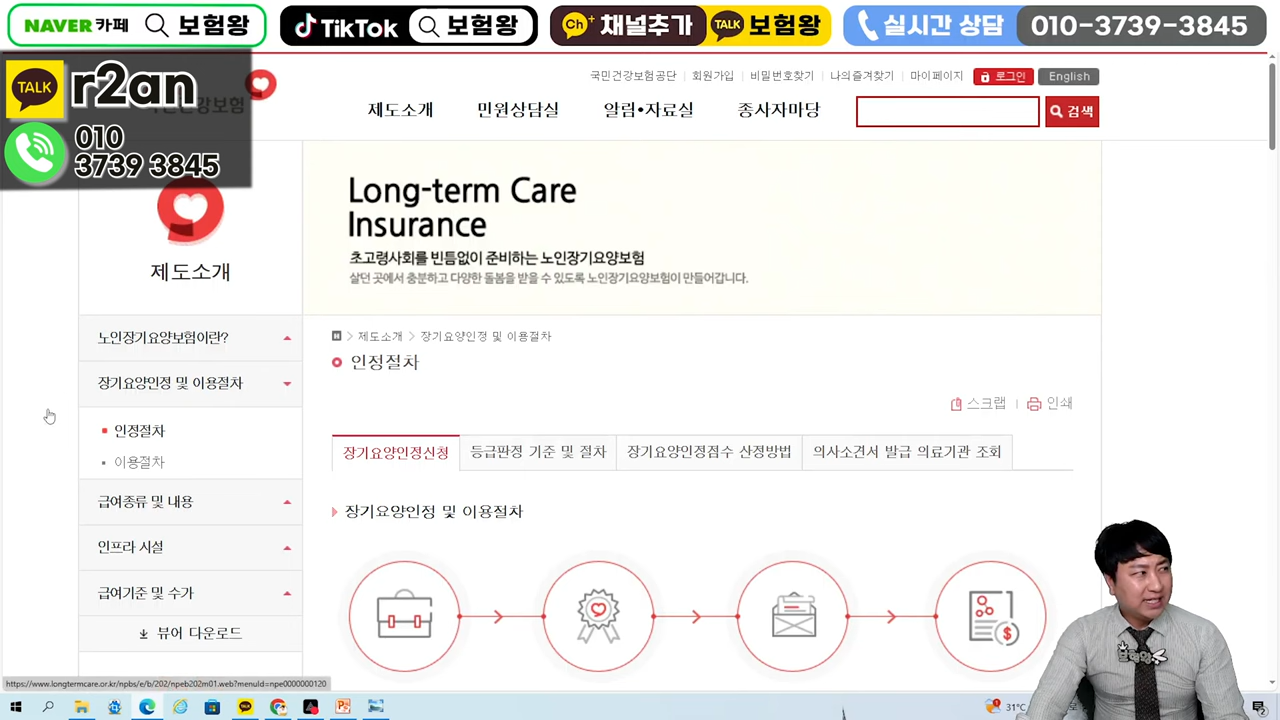 NAVER 카페 보험왕
TikTok 보험왕
Ch+ 채널추가 TALK 보험왕
실시간 상담 010-3739-3845
TALK r2an
010
3739 3845
국민건강보험공단 | 회원가입 | 비밀번호찾기 | 나의즐겨찾기 | 마이페이지 로그인 English
제도소개 민원상담실 알림•자료실 종사자마당 검색
Long-term Care
Insurance
초고령사회를 빈틈없이 준비하는 노인장기요양보험
살던 곳에서 충분하고 다양한 돌봄을 받을 수 있도록 노인장기요양보험이 만들어갑니다.
제도소개
노인장기요양보험이란?
장기요양인정 및 이용절차
인정절차
이용절차
급여종류 및 내용
인프라 시설
급여기준 및 수가
뷰어 다운로드
제도소개 > 장기요양인정 및 이용절차
인정절차
스크랩 | 인쇄
장기요양인정신청 등급판정 기준 및 절차 장기요양인정점수 산정방법 의사소견서 발급 의료기관 조회
장기요양인정 및 이용절차
보험왕
https://www.longtermcare.or.kr/npbs/e/b/202/npeb202m01.web?menuId=npe0000000120
31°C